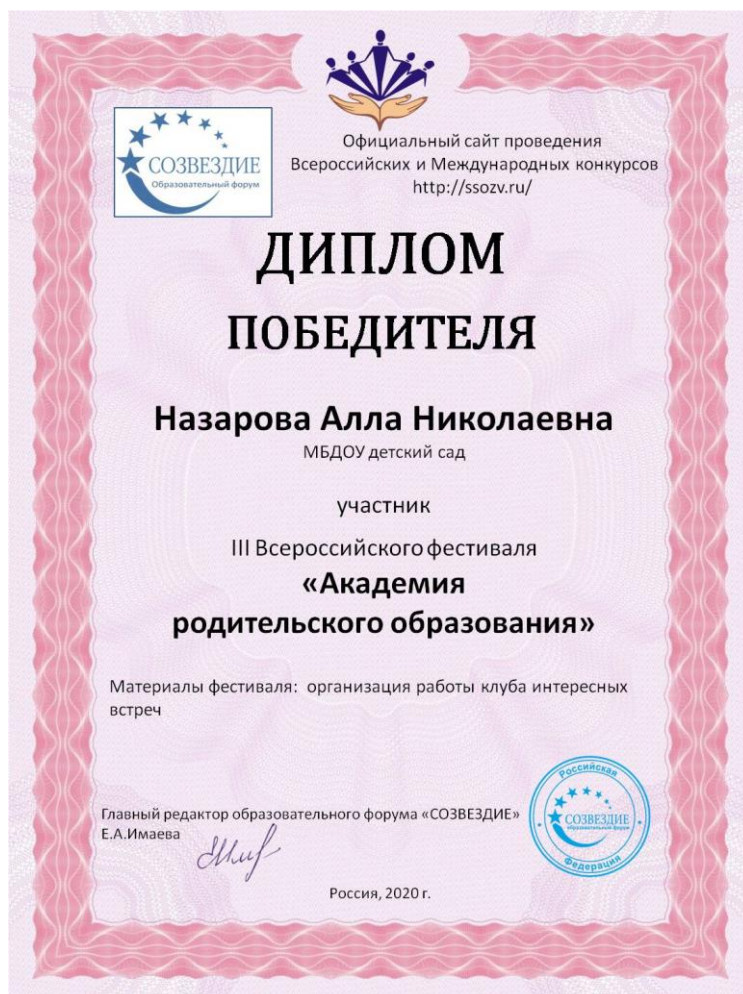 СОЗВЕЗДИЕ
Образовательный форум
Официальный сайт проведения
Всероссийских и Международных конкурсов
http://ssozv.ru/
ДИПЛОМ
ПОБЕДИТЕЛЯ
Назарова Алла Николаевна
МБДОУ детский сад
участник
III Всероссийского фестиваля
«Академия
родительского образования»
Материалы фестиваля: организация работы клуба интересных
встреч
Главный редактор образовательного форума «СОЗВЕЗДИЕ»
Е.А.Имаева
Российская
СОЗВЕЗДИЕ
образовательный форум
Федерация
Россия, 2020 г.